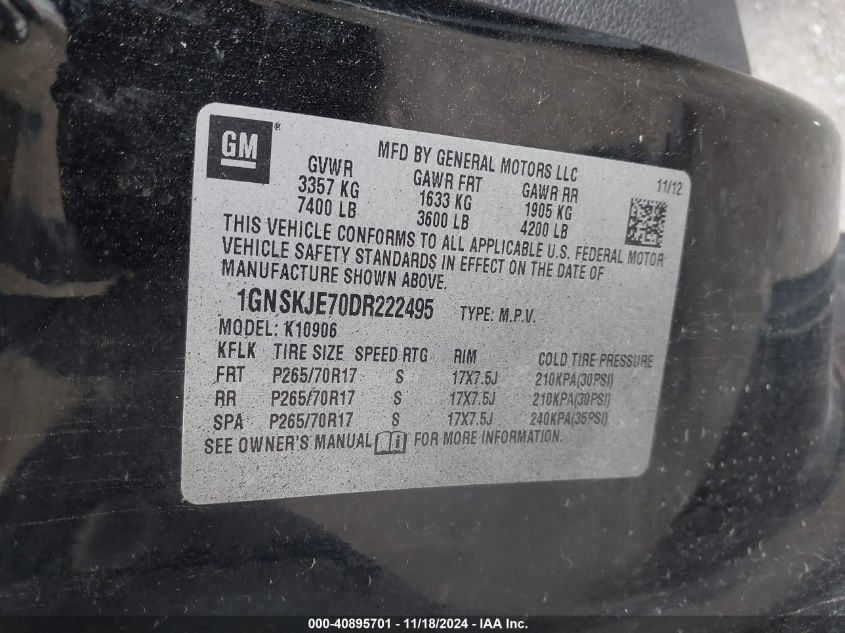 GM®
MFD BY GENERAL MOTORS LLC
11/12
GVWR GAWR FRT GAWR RR
3357 KG 1633 KG 1905 KG
7400 LB 3600 LB 4200 LB
THIS VEHICLE CONFORMS TO ALL APPLICABLE U.S. FEDERAL MOTOR
VEHICLE SAFETY STANDARDS IN EFFECT ON THE DATE OF
MANUFACTURE SHOWN ABOVE.
1GNSKJE70DR222495 TYPE: M.P.V.
MODEL: K10906
KFLK TIRE SIZE SPEED RTG RIM COLD TIRE PRESSURE
FRT P265/70R17 S 17X7.5J 210KPA(30PSI)
RR P265/70R17 S 17X7.5J 210KPA(30PSI)
SPA P265/70R17 S 17X7.5J 240KPA(35PSI)
SEE OWNER'S MANUAL i FOR MORE INFORMATION.
000-40895701 - 11/18/2024 - IAA Inc.